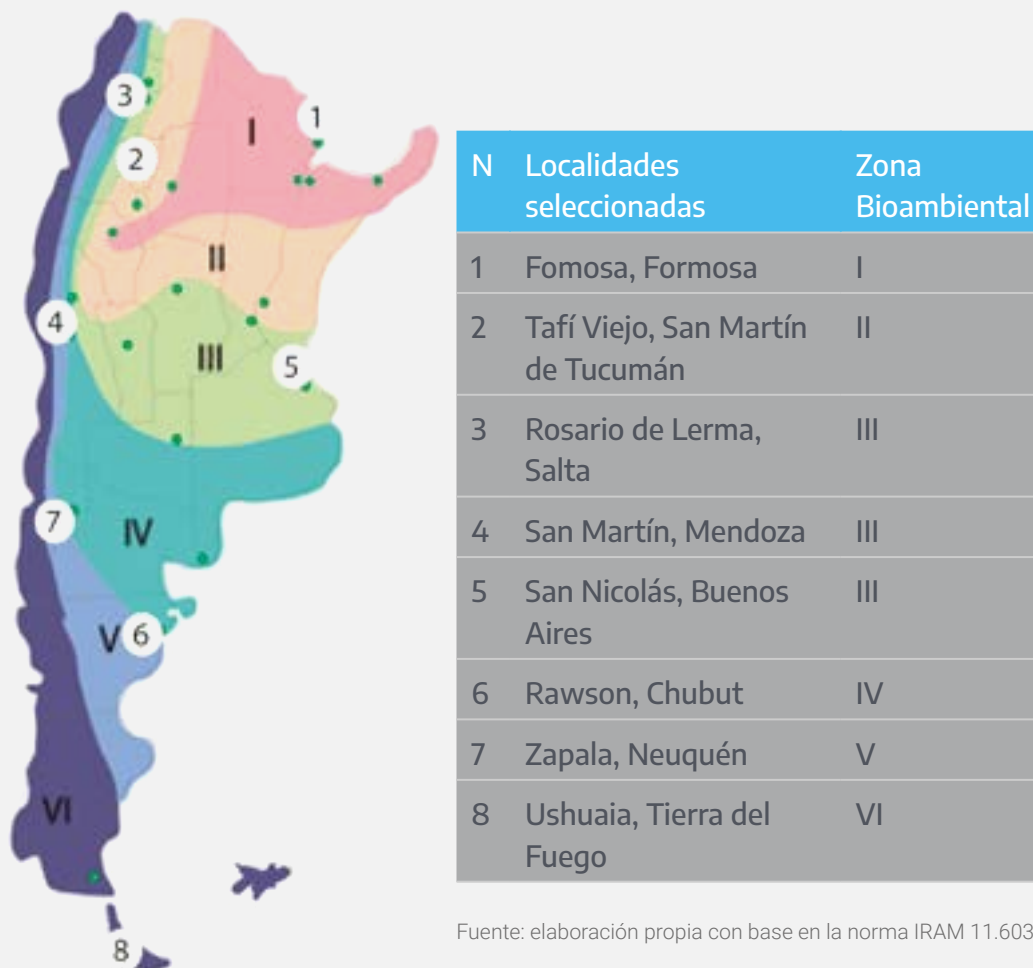 3
1
I
2
II
4
III
5
7
IV
V
6
VI
8
N Localidades seleccionadas Zona Bioambiental
1 Fomosa, Formosa I
2 Tafí Viejo, San Martín de Tucumán II
3 Rosario de Lerma, Salta III
4 San Martín, Mendoza III
5 San Nicolás, Buenos Aires III
6 Rawson, Chubut IV
7 Zapala, Neuquén V
8 Ushuaia, Tierra del Fuego VI
Fuente: elaboración propia con base en la norma IRAM 11.603